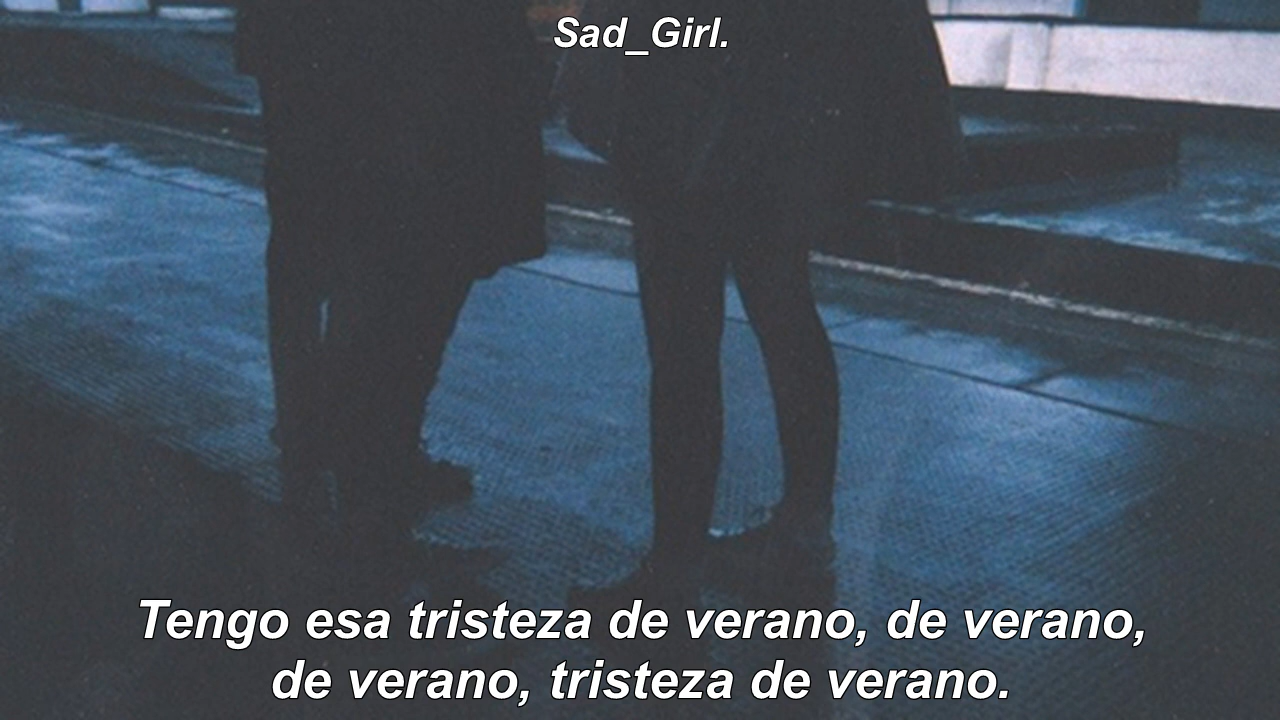 Sad_Girl.
Tengo esa tristeza de verano, de verano,
de verano, tristeza de verano.